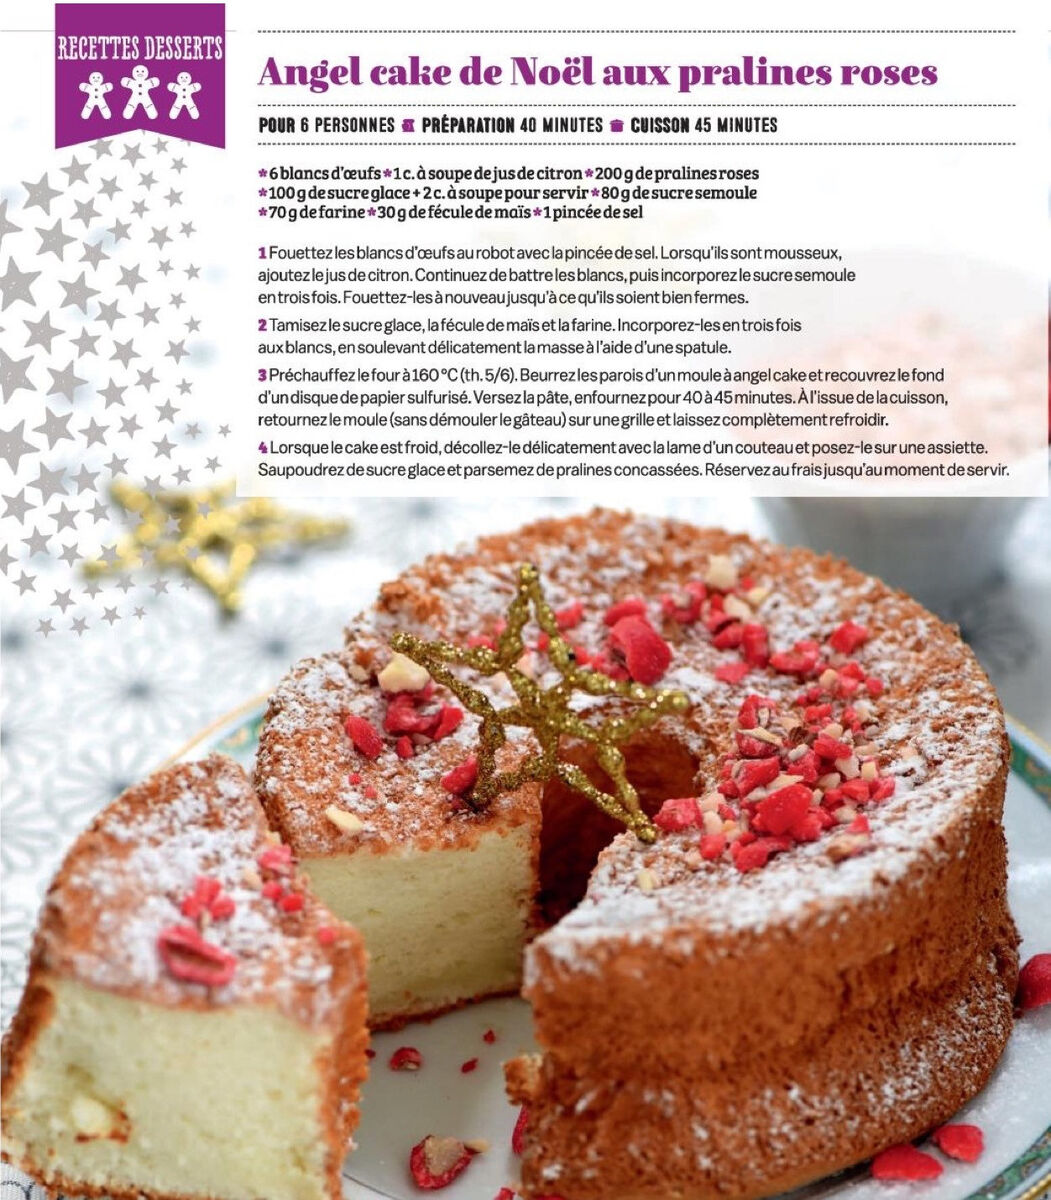 RECETTES DESSERTS
Angel cake de Noël aux pralines roses
POUR 6 PERSONNES PRÉPARATION 40 MINUTES CUISSON 45 MINUTES
*6 blancs d'œufs *1 c. à soupe de jus de citron *200 g de pralines roses
*100 g de sucre glace + 2 c. à soupe pour servir *80 g de sucre semoule
*70 g de farine *30 g de fécule de maïs *1 pincée de sel
1 Fouettez les blancs d'œufs au robot avec la pincée de sel. Lorsqu'ils sont mousseux,
ajoutez le jus de citron. Continuez de battre les blancs, puis incorporez le sucre semoule
en trois fois. Fouettez-les à nouveau jusqu'à ce qu'ils soient bien fermes.
2 Tamisez le sucre glace, la fécule de maïs et la farine. Incorporez-les en trois fois
aux blancs, en soulevant délicatement la masse à l'aide d'une spatule.
3 Préchauffez le four à 160 °C (th. 5/6). Beurrez les parois d'un moule à angel cake et recouvrez le fond
d'un disque de papier sulfurisé. Versez la pâte, enfournez pour 40 à 45 minutes. À l'issue de la cuisson,
retournez le moule (sans démouler le gâteau) sur une grille et laissez complètement refroidir.
4 Lorsque le cake est froid, décollez-le délicatement avec la lame d'un couteau et posez-le sur une assiette.
Saupoudrez de sucre glace et parsemez de pralines concassées. Réservez au frais jusqu'au moment de servir.